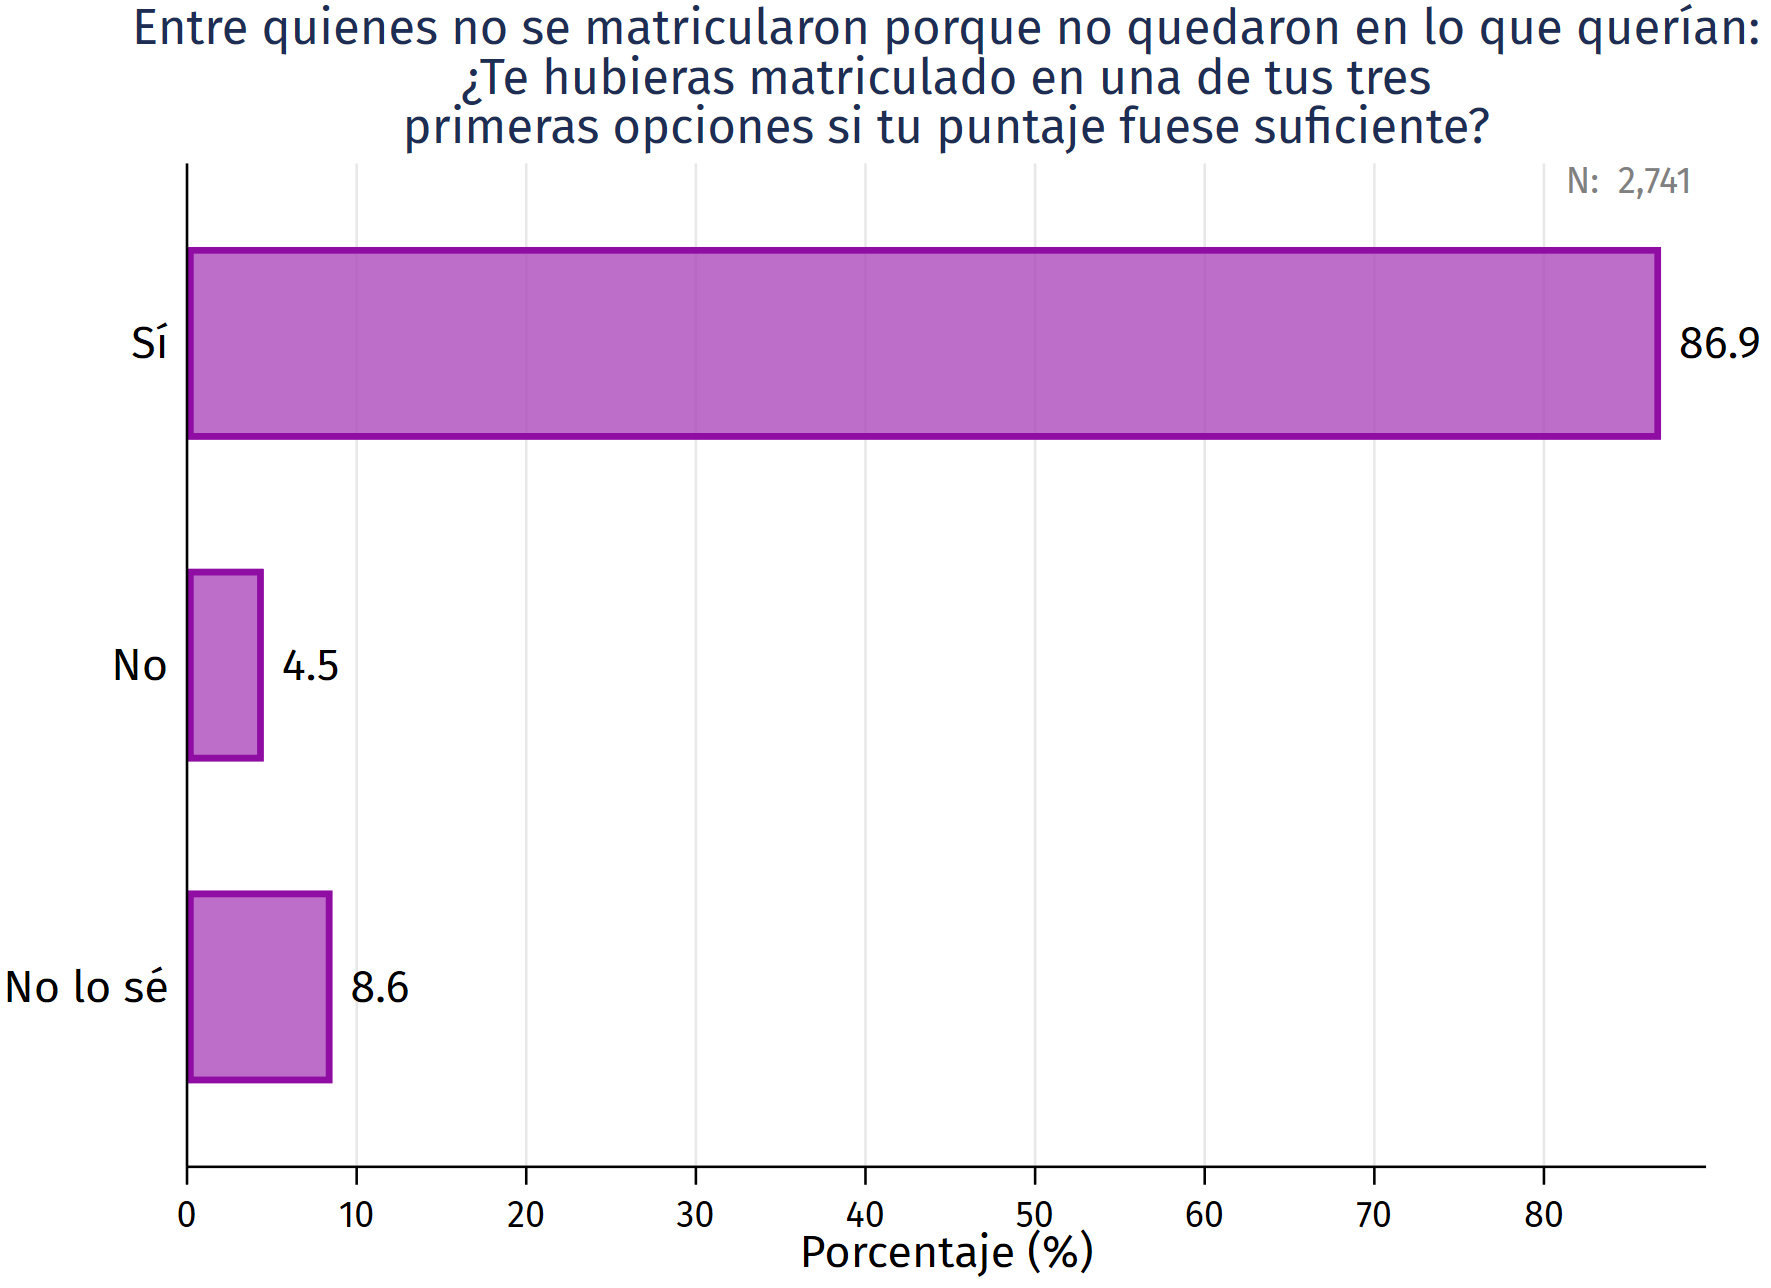 Entre quienes no se matricularon porque no quedaron en lo que querían:
¿Te hubieras matriculado en una de tus tres
primeras opciones si tu puntaje fuese suficiente?
N: 2,741
Sí
86.9
No
4.5
No lo sé
8.6
0 10 20 30 40 50 60 70 80
Porcentaje (%)